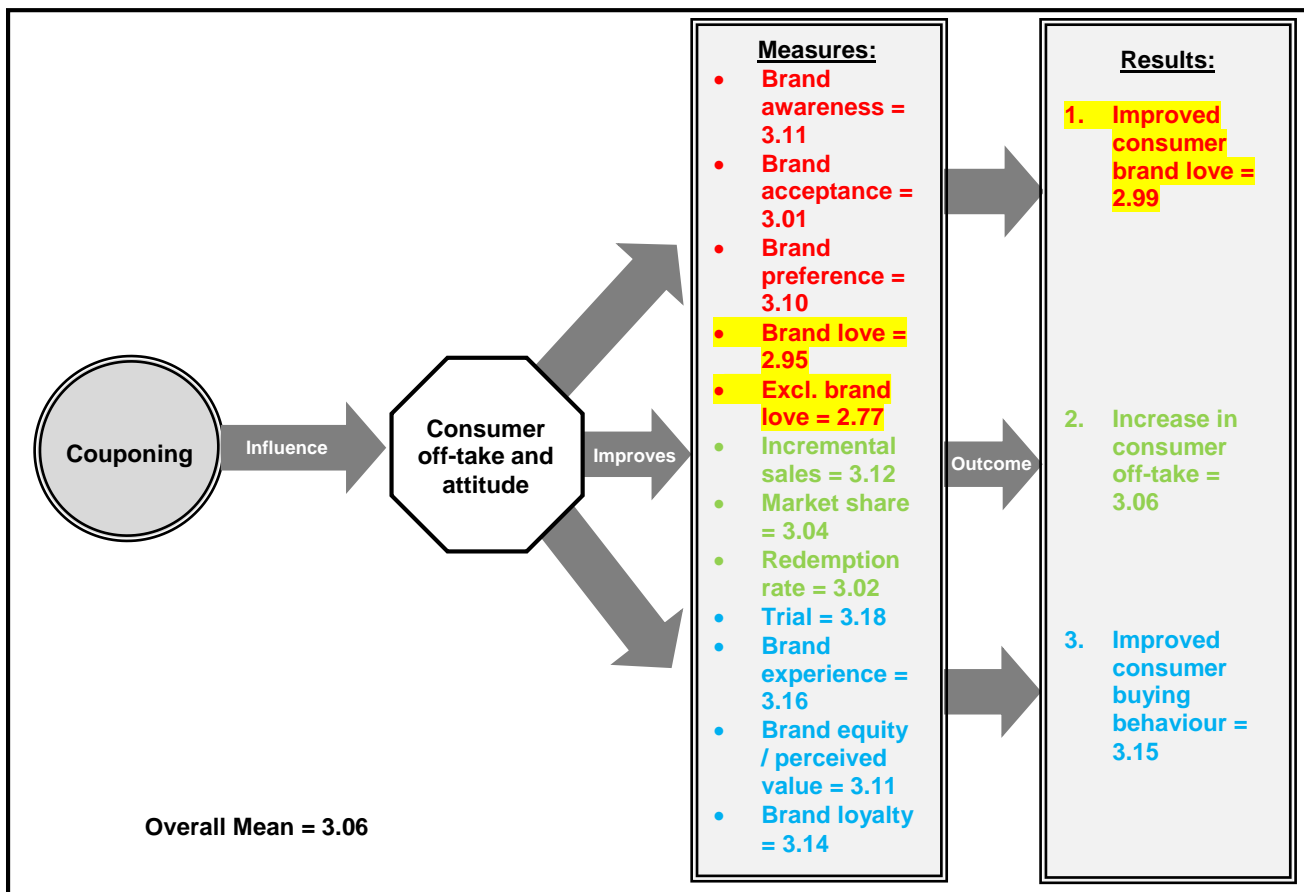 Couponing
Influence
Consumer
off-take and
attitude
Improves
Measures:
• Brand
awareness =
3.11
• Brand
acceptance =
3.01
• Brand
preference =
3.10
• Brand love =
2.95
• Excl. brand
love = 2.77
• Incremental
sales = 3.12
• Market share
= 3.04
• Redemption
rate = 3.02
• Trial = 3.18
• Brand
experience =
3.16
• Brand equity
/ perceived
value = 3.11
• Brand loyalty
= 3.14
Outcome
Results:
1. Improved
consumer
brand love =
2.99
2. Increase in
consumer
off-take =
3.06
3. Improved
consumer
buying
behaviour =
3.15
Overall Mean = 3.06